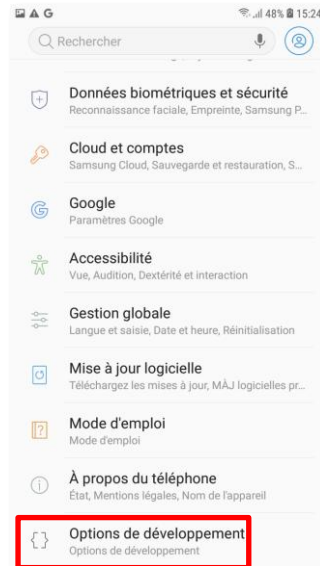 48% 15:24
Rechercher
Données biométriques et sécurité
Reconnaissance faciale, Empreinte, Samsung P...
Cloud et comptes
Samsung Cloud, Sauvegarde et restauration, S...
Google
Paramètres Google
Accessibilité
Vue, Audition, Dextérité et interaction
Gestion globale
Langue et saisie, Date et heure, Réinitialisation
Mise à jour logicielle
Téléchargez les mises à jour, MÀJ logicielles pr...
Mode d'emploi
Mode d'emploi
À propos du téléphone
État, Mentions légales, Nom de l'appareil
Options de développement
Options de développement